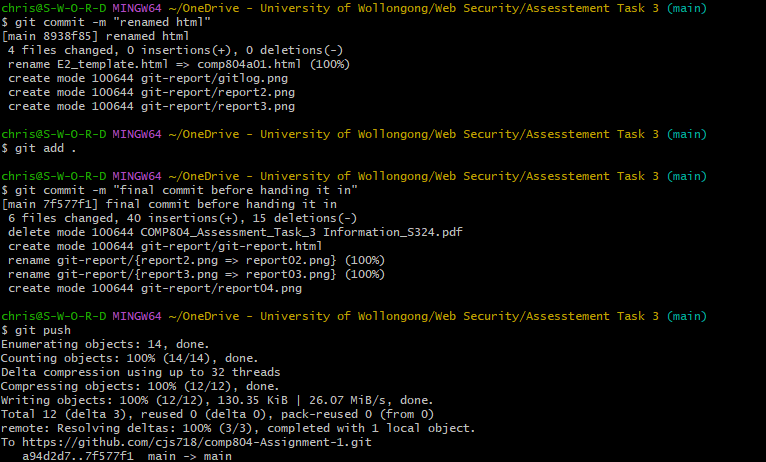 chris@S-W-O-R-D MINGW64 ~/OneDrive - University of Wollongong/Web Security/Assesstement Task 3 (main)
$ git commit -m "renamed html"
[main 8938f85] renamed html
 4 files changed, 0 insertions(+), 0 deletions(-)
 rename E2_template.html => comp804a01.html (100%)
 create mode 100644 git-report/gitlog.png
 create mode 100644 git-report/report2.png
 create mode 100644 git-report/report3.png
chris@S-W-O-R-D MINGW64 ~/OneDrive - University of Wollongong/Web Security/Assesstement Task 3 (main)
$ git add .
chris@S-W-O-R-D MINGW64 ~/OneDrive - University of Wollongong/Web Security/Assesstement Task 3 (main)
$ git commit -m "final commit before handing it in"
[main 7f577f1] final commit before handing it in
 6 files changed, 40 insertions(+), 15 deletions(-)
 delete mode 100644 COMP804_Assessment_Task_3 Information_S324.pdf
 create mode 100644 git-report/git-report.html
 rename git-report/{report2.png => report02.png} (100%)
 rename git-report/{report3.png => report03.png} (100%)
 create mode 100644 git-report/report04.png
chris@S-W-O-R-D MINGW64 ~/OneDrive - University of Wollongong/Web Security/Assesstement Task 3 (main)
$ git push
Enumerating objects: 14, done.
Counting objects: 100% (14/14), done.
Delta compression using up to 32 threads
Compressing objects: 100% (12/12), done.
Writing objects: 100% (12/12), 130.35 KiB | 26.07 MiB/s, done.
Total 12 (delta 3), reused 0 (delta 0), pack-reused 0 (from 0)
remote: Resolving deltas: 100% (3/3), completed with 1 local object.
To https://github.com/cjs718/comp804-Assignment-1.git
   a94d2d7..7f577f1  main -> main